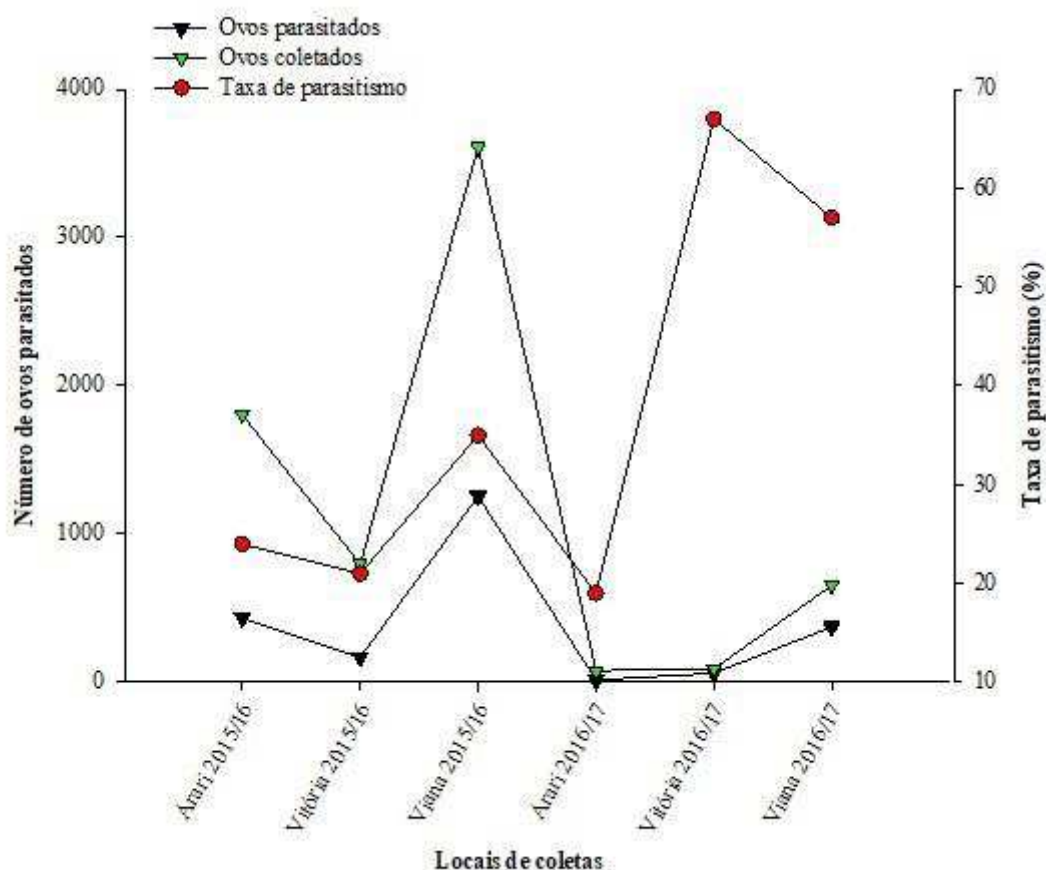 Ovos parasitados
Ovos coletados
Taxa de parasitismo
4000
3000
2000
1000
0
Número de ovos parasitados
70
60
50
40
30
20
10
Taxa de parasitismo (%)
Arari 2015/16
Vitória 2015/16
Viana 2015/16
Arari 2016/17
Vitória 2016/17
Viana 2016/17
Locais de coletas